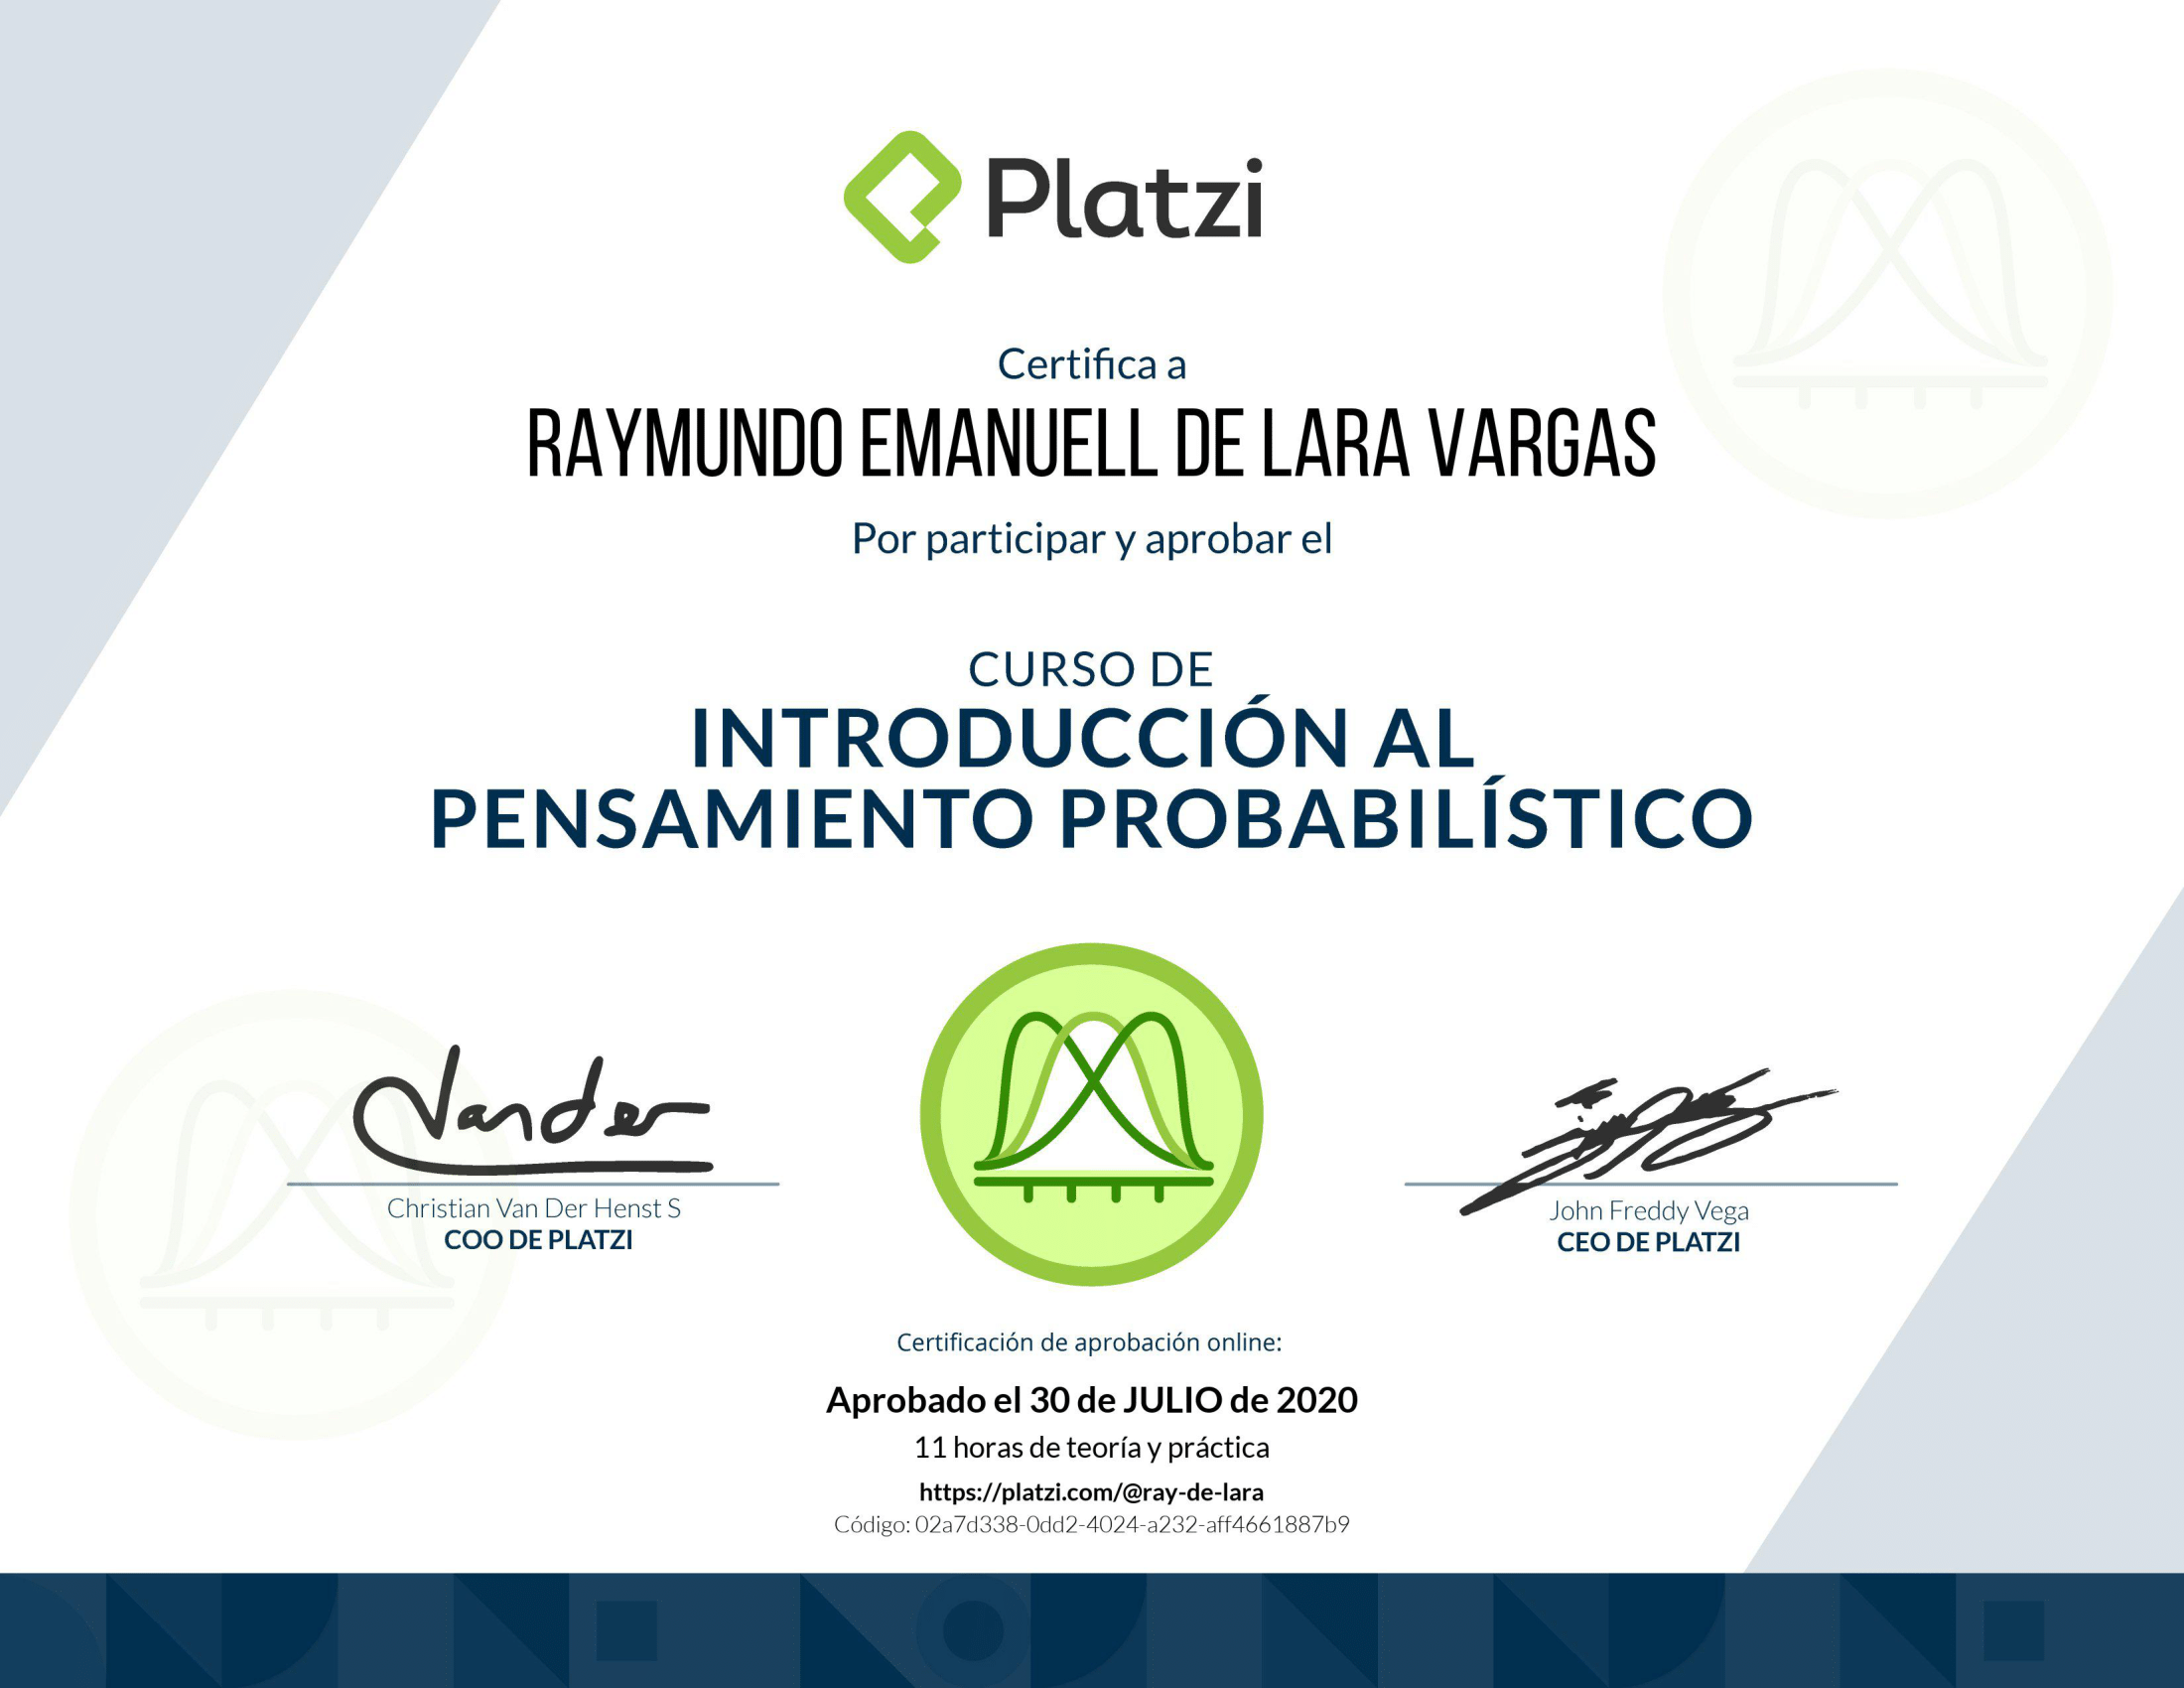 Platzi
Certifica a
RAYMUNDO EMANUELL DE LARA VARGAS
Por participar y aprobar el
CURSO DE
INTRODUCCIÓN AL
PENSAMIENTO PROBABILÍSTICO
Vander
Christian Van Der Henst S
COO DE PLATZI
John Freddy Vega
CEO DE PLATZI
Certificación de aprobación online:
Aprobado el 30 de JULIO de 2020
11 horas de teoría y práctica
https://platzi.com/@ray-de-lara
Código: 02a7d338-0dd2-4024-a232-aff4661887b9